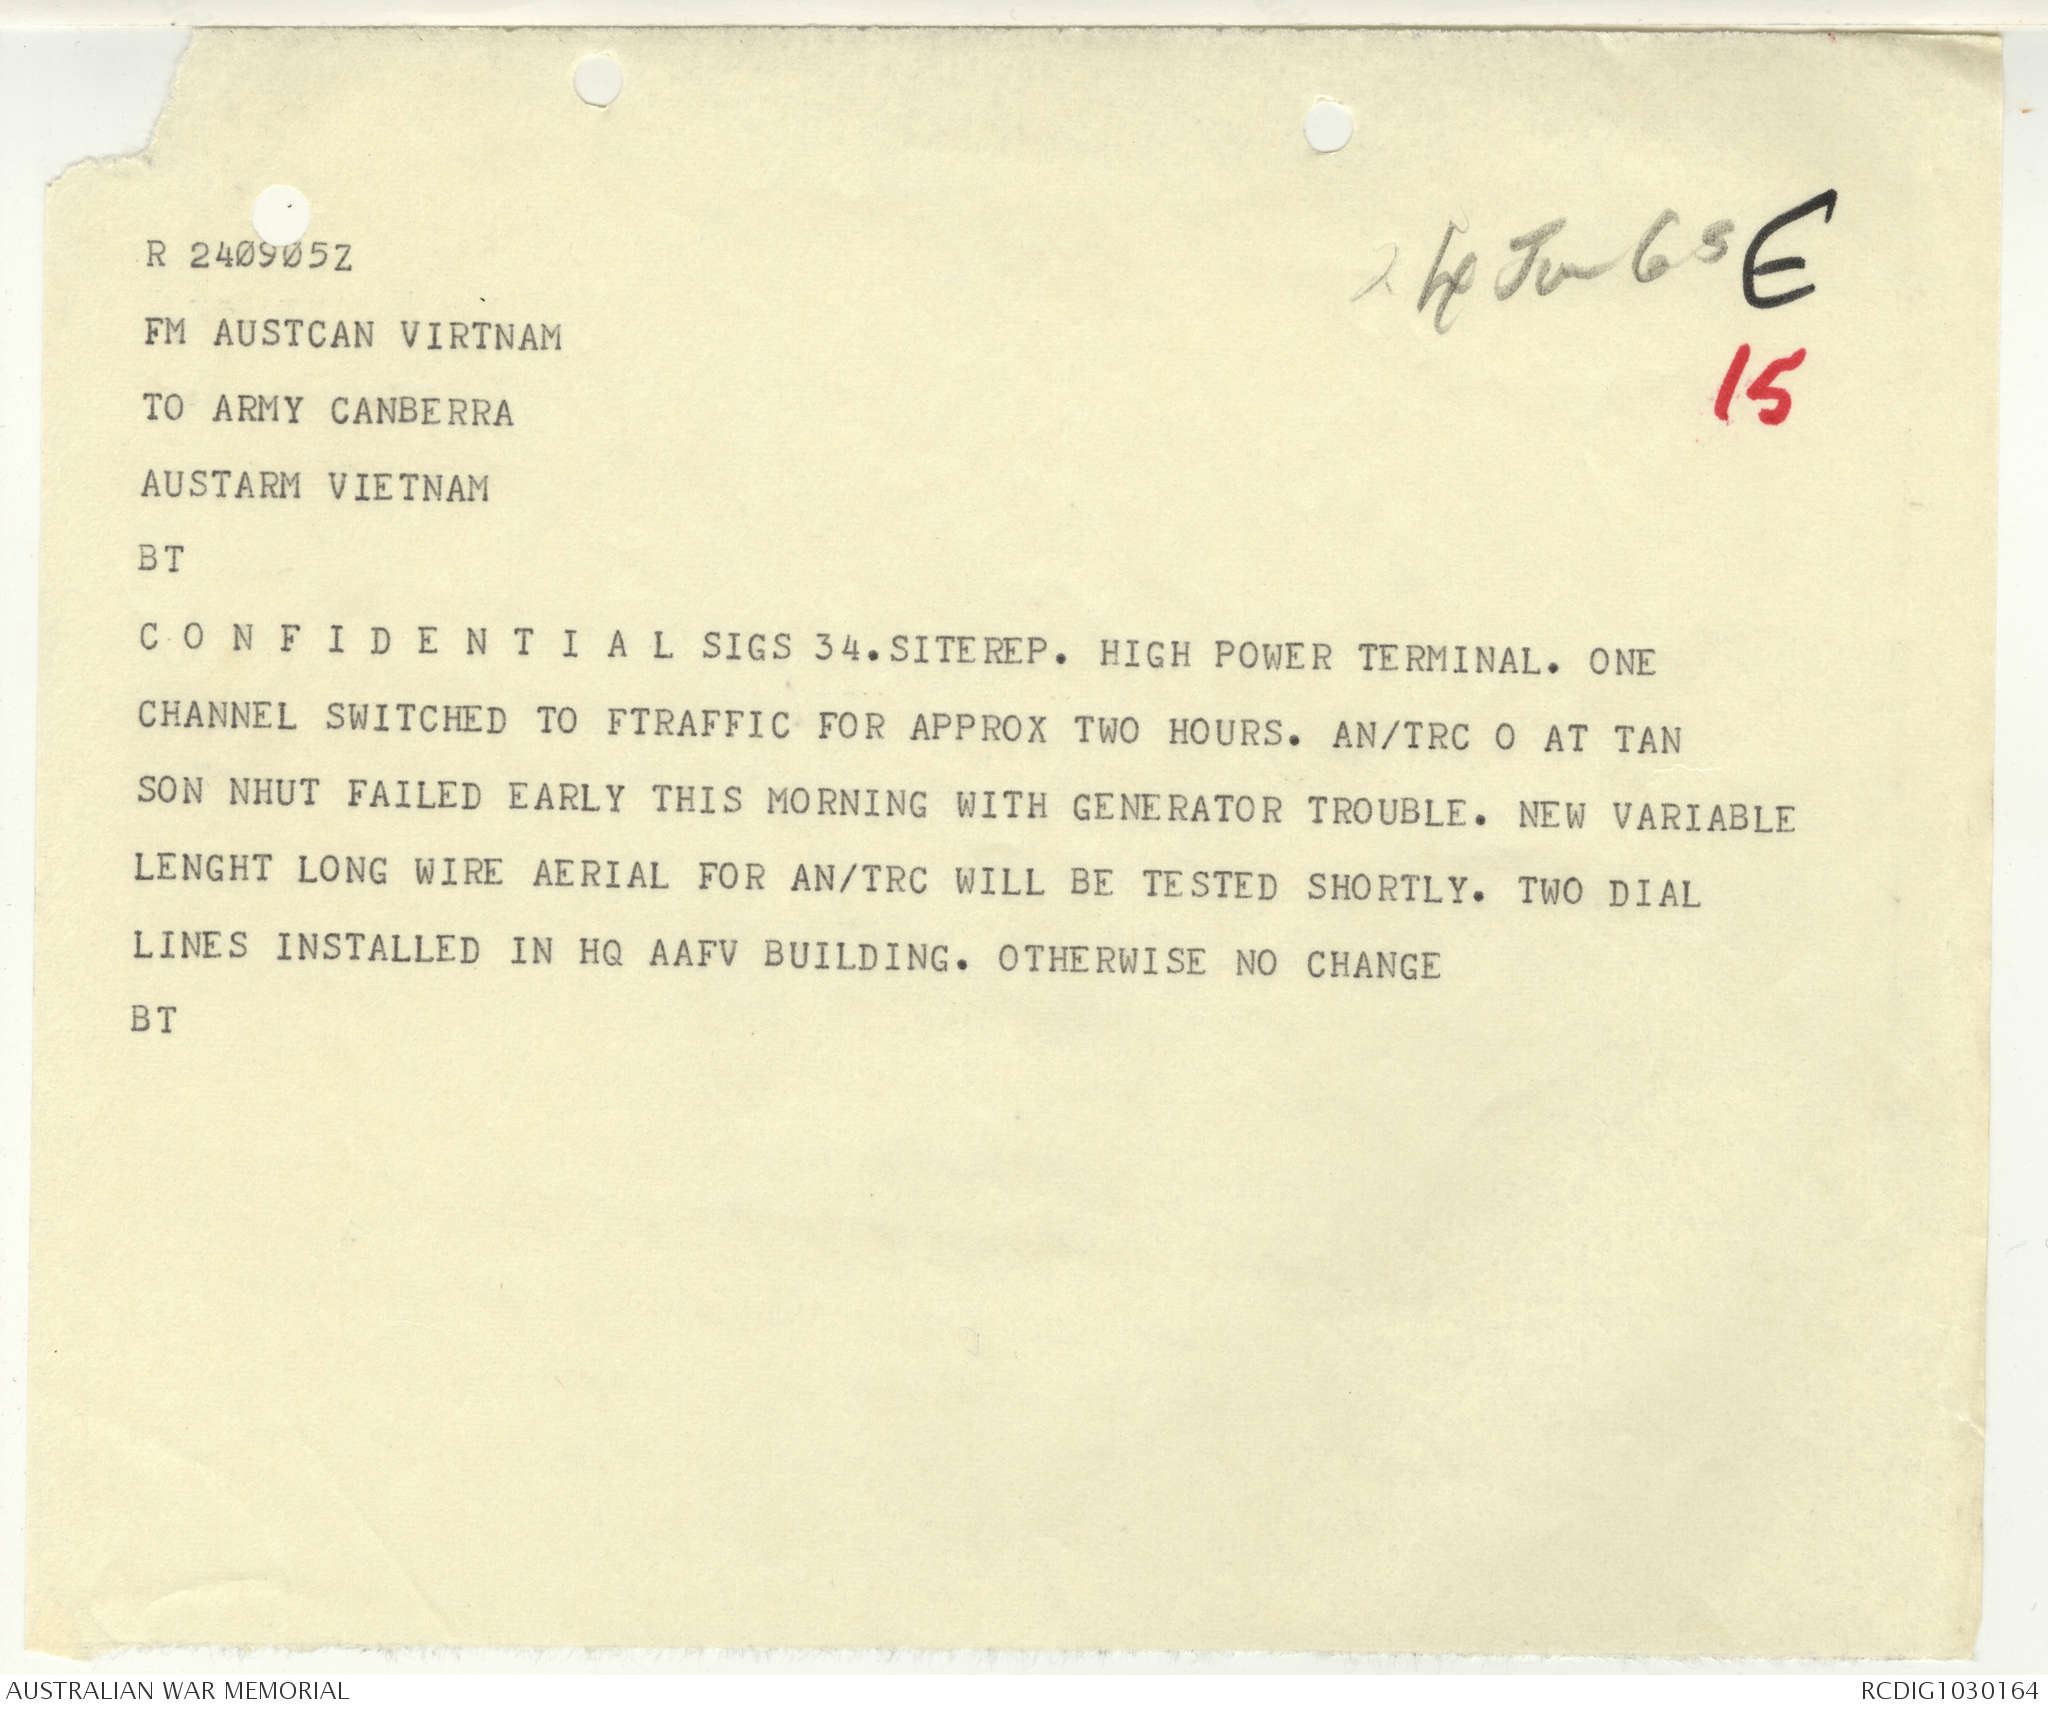 R 240905Z
24 Jun 65 E
FM AUSTCAN VIRTNAM
15
TO ARMY CANBERRA
AUSTARM VIETNAM
BT
C O N F I D E N T I A L SIGS 34.SITEREP. HIGH POWER TERMINAL. ONE
CHANNEL SWITCHED TO FTRAFFIC FOR APPROX TWO HOURS. AN/TRC O AT TAN
SON NHUT FAILED EARLY THIS MORNING WITH GENERATOR TROUBLE. NEW VARIABLE
LENGHT LONG WIRE AERIAL FOR AN/TRC WILL BE TESTED SHORTLY. TWO DIAL
LINES INSTALLED IN HQ AAFV BUILDING. OTHERWISE NO CHANGE
BT
AUSTRALIAN WAR MEMORIAL
RCDIG1030164